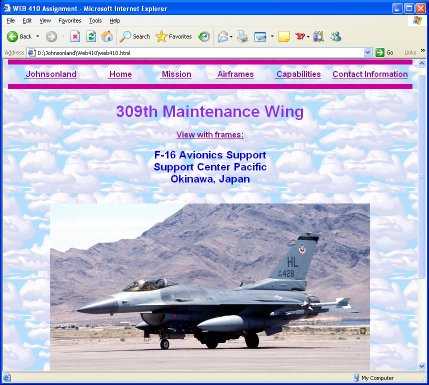 WEB 410 Assignment - Microsoft Internet Explorer
File Edit View Favorites Tools Help
Back Search Favorites
Address D:\Johnsonland\Web410\web410.html Go Links
Johnsonland Home Mission Airframes Capabilities Contact Information
309th Maintenance Wing
View with frames:
F-16 Avionics Support
Support Center Pacific
Okinawa, Japan
HL
428
My Computer